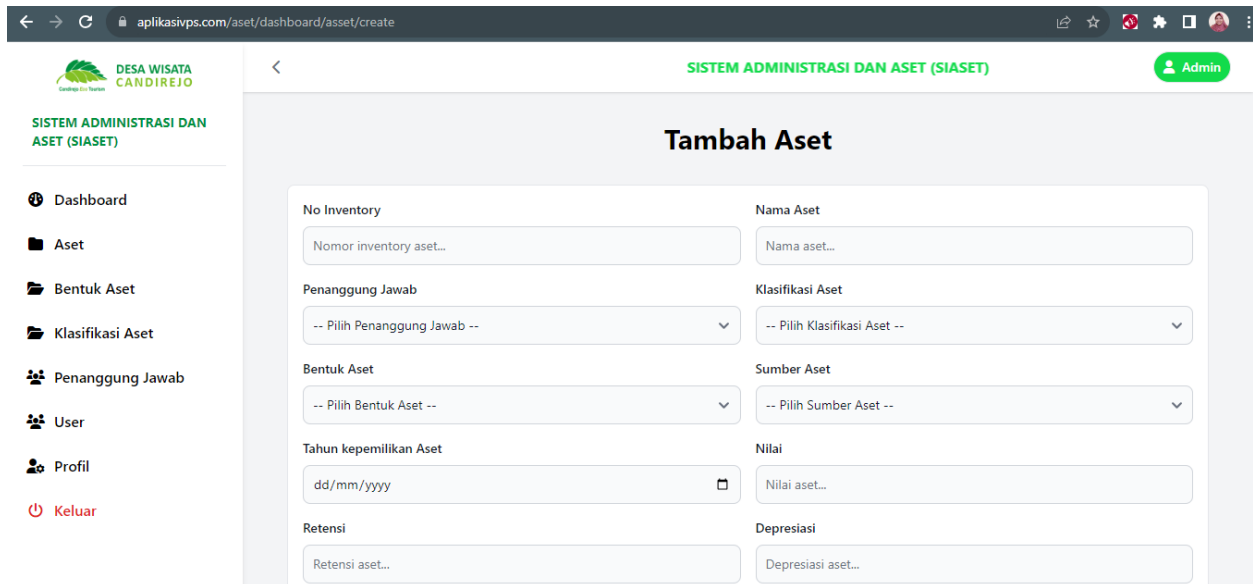 aplikasivps.com/aset/dashboard/asset/create
DESA WISATA
CANDIREJO
Candirejo Eco Tourism
SISTEM ADMINISTRASI DAN
ASET (SIASET)
Dashboard
Aset
Bentuk Aset
Klasifikasi Aset
Penanggung Jawab
User
Profil
Keluar
SISTEM ADMINISTRASI DAN ASET (SIASET)
Admin
Tambah Aset
No Inventory
Nomor inventory aset...
Nama Aset
Nama aset...
Penanggung Jawab
-- Pilih Penanggung Jawab --
Klasifikasi Aset
-- Pilih Klasifikasi Aset --
Bentuk Aset
-- Pilih Bentuk Aset --
Sumber Aset
-- Pilih Sumber Aset --
Tahun kepemilikan Aset
dd/mm/yyyy
Nilai
Nilai aset...
Retensi
Retensi aset...
Depresiasi
Depresiasi aset...